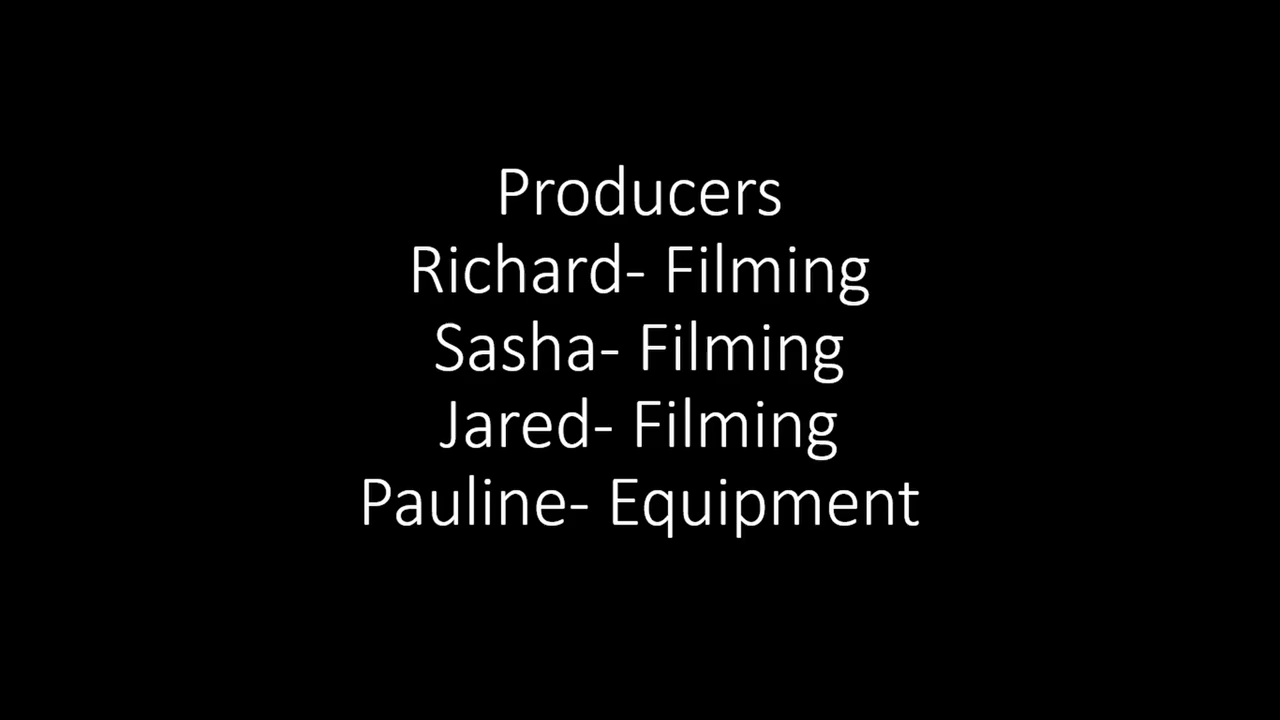 Producers
Richard- Filming
Sasha- Filming
Jared- Filming
Pauline- Equipment